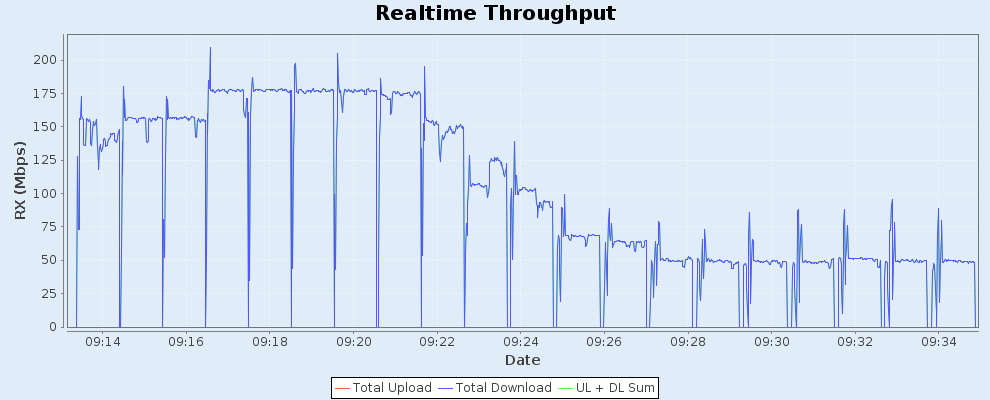 Realtime Throughput
RX (Mbps)
200
175
150
125
100
75
50
25
0
09:14 09:16 09:18 09:20 09:22 09:24 09:26 09:28 09:30 09:32 09:34
Date
Total Upload Total Download UL + DL Sum